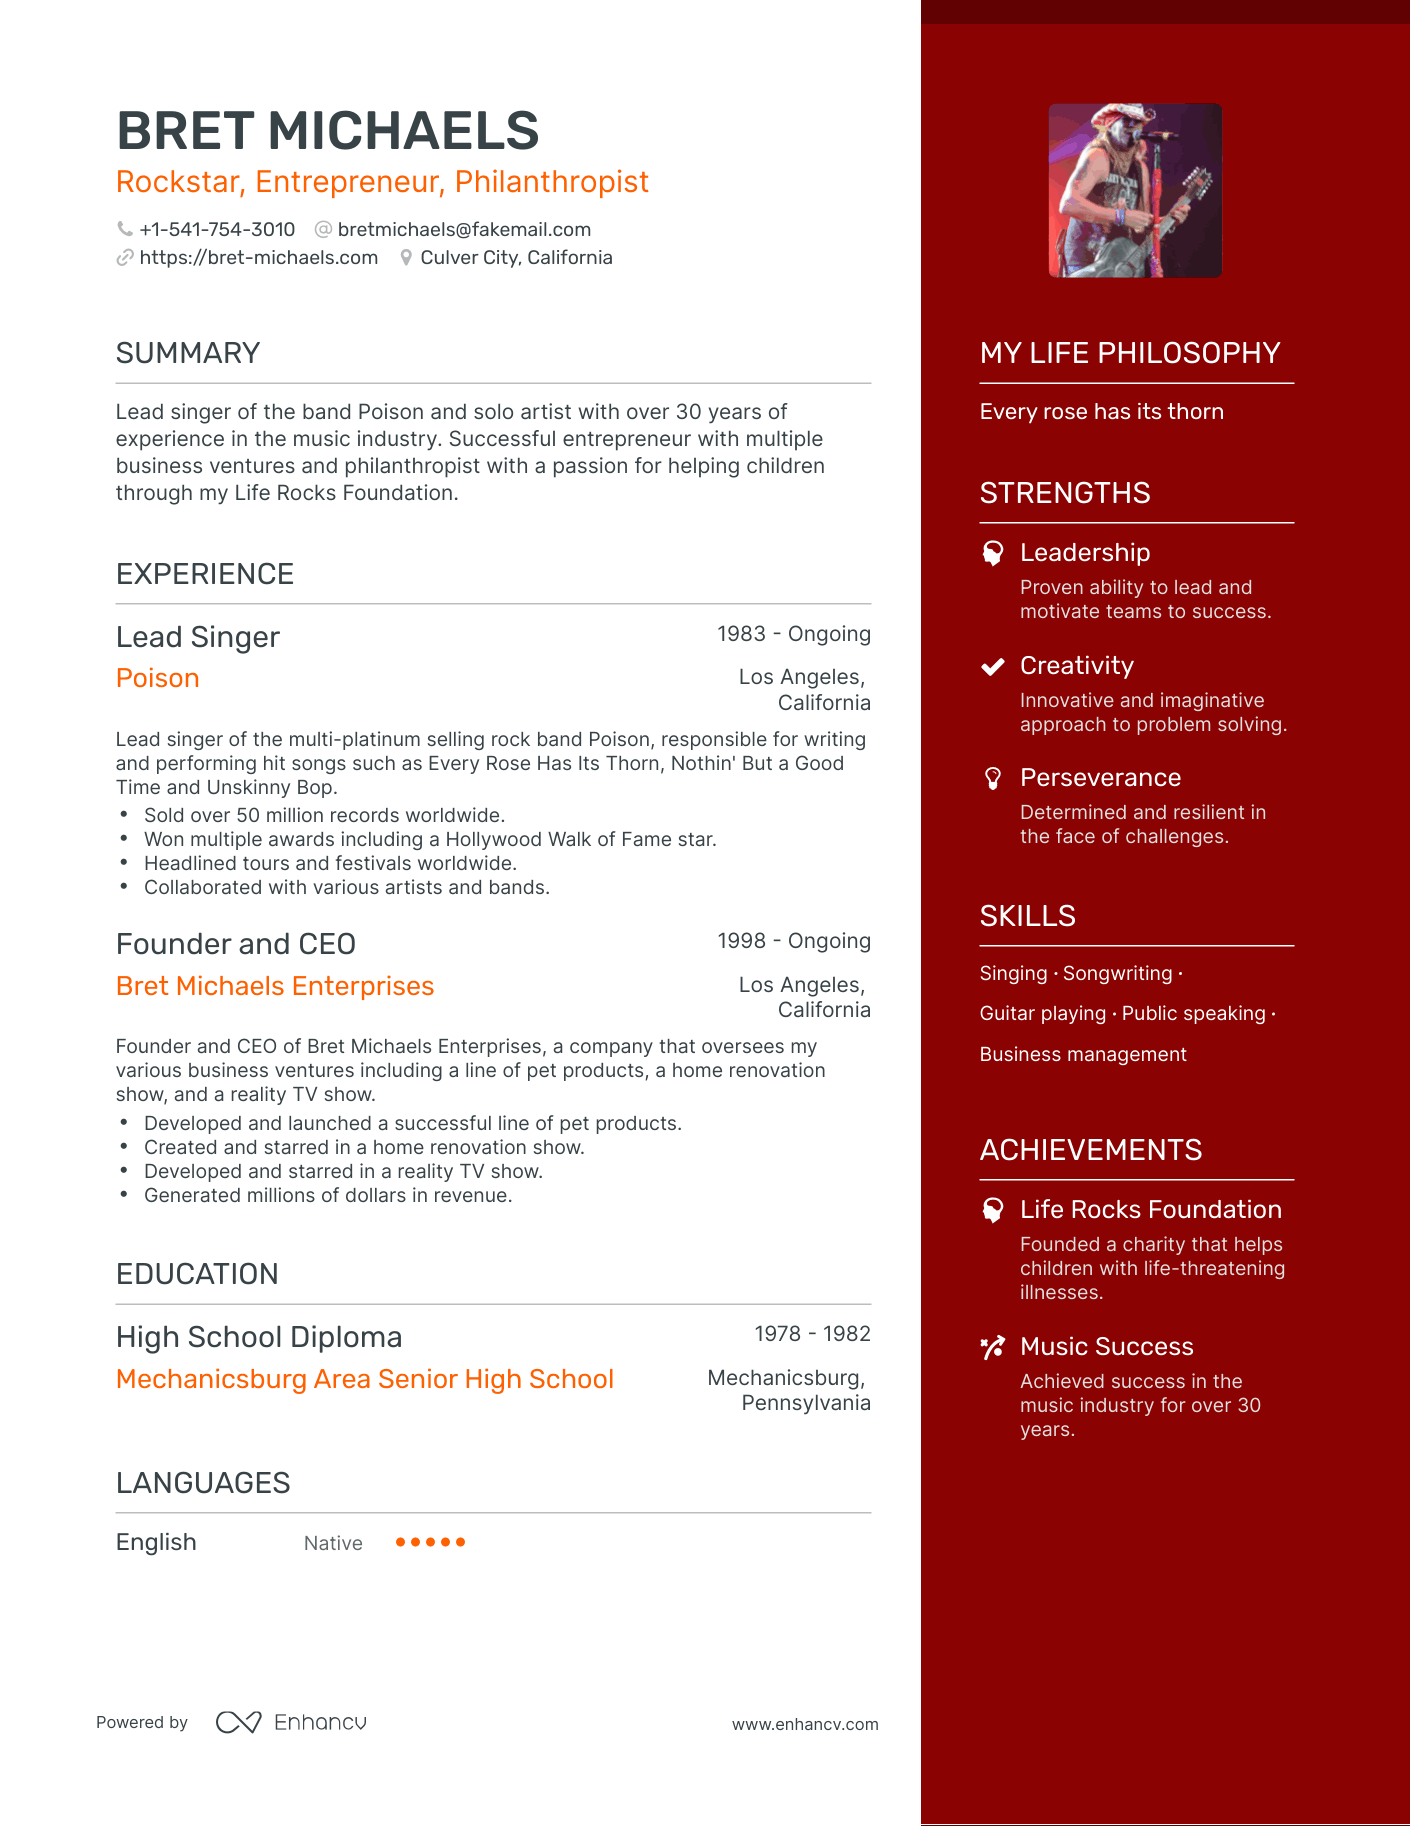 BRET MICHAELS
Rockstar, Entrepreneur, Philanthropist
+1-541-754-3010 @ bretmichaels@fakemail.com
https://bret-michaels.com Culver City, California
SUMMARY
Lead singer of the band Poison and solo artist with over 30 years of
experience in the music industry. Successful entrepreneur with multiple
business ventures and philanthropist with a passion for helping children
through my Life Rocks Foundation.
EXPERIENCE
Lead Singer 1983 - Ongoing
Poison Los Angeles,
California
Lead singer of the multi-platinum selling rock band Poison, responsible for writing
and performing hit songs such as Every Rose Has Its Thorn, Nothin' But a Good
Time and Unskinny Bop.
• Sold over 50 million records worldwide.
• Won multiple awards including a Hollywood Walk of Fame star.
• Headlined tours and festivals worldwide.
• Collaborated with various artists and bands.
Founder and CEO 1998 - Ongoing
Bret Michaels Enterprises Los Angeles,
California
Founder and CEO of Bret Michaels Enterprises, a company that oversees my
various business ventures including a line of pet products, a home renovation
show, and a reality TV show.
• Developed and launched a successful line of pet products.
• Created and starred in a home renovation show.
• Developed and starred in a reality TV show.
• Generated millions of dollars in revenue.
EDUCATION
High School Diploma 1978 - 1982
Mechanicsburg Area Senior High School Mechanicsburg,
Pennsylvania
LANGUAGES
English Native
Powered by Enhancv www.enhancv.com
MY LIFE PHILOSOPHY
Every rose has its thorn
STRENGTHS
Leadership
Proven ability to lead and
motivate teams to success.
Creativity
Innovative and imaginative
approach to problem solving.
Perseverance
Determined and resilient in
the face of challenges.
SKILLS
Singing · Songwriting ·
Guitar playing · Public speaking ·
Business management
ACHIEVEMENTS
Life Rocks Foundation
Founded a charity that helps
children with life-threatening
illnesses.
Music Success
Achieved success in the
music industry for over 30
years.